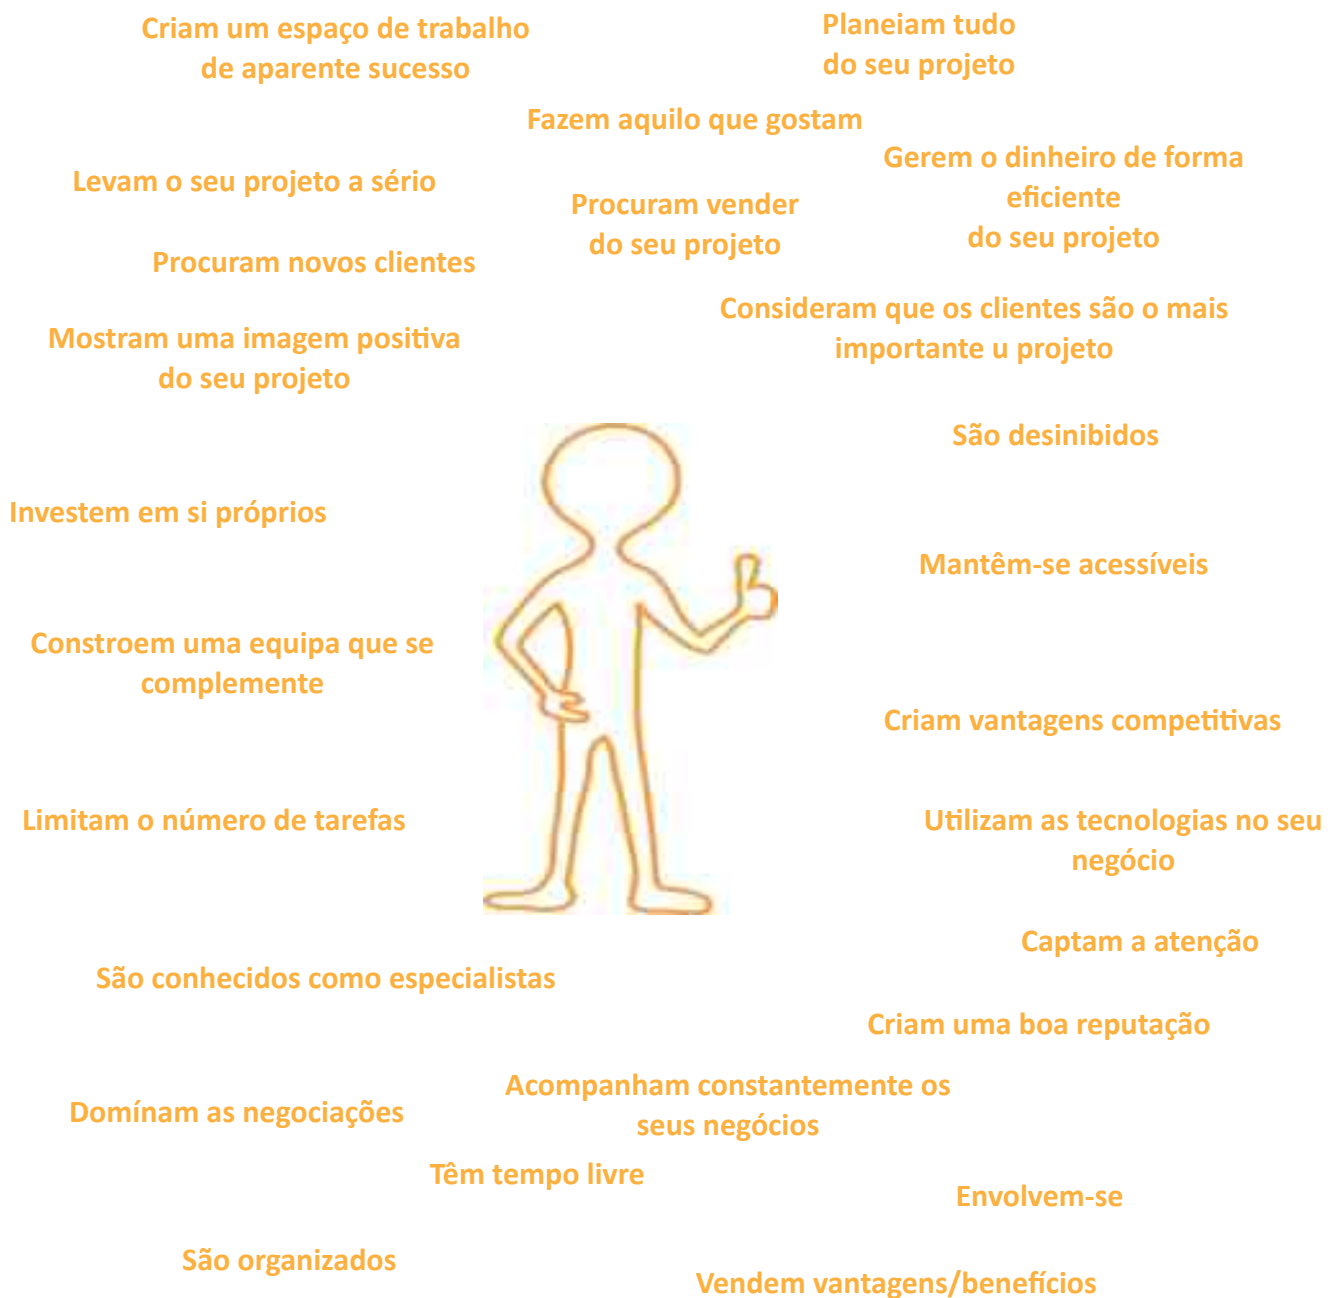 Criam um espaço de trabalho
de aparente sucesso
Planeiam tudo
do seu projeto
Fazem aquilo que gostam
Gerem o dinheiro de forma
eficiente
do seu projeto
Levam o seu projeto a sério
Procuram vender
do seu projeto
Procuram novos clientes
Consideram que os clientes são o mais
importante u projeto
Mostram uma imagem positiva
do seu projeto
São desinibidos
Investem em si próprios
Mantêm-se acessíveis
Constroem uma equipa que se
complemente
Criam vantagens competitivas
Limitam o número de tarefas
Utilizam as tecnologias no seu
negócio
Captam a atenção
São conhecidos como especialistas
Criam uma boa reputação
Acompanham constantemente os
seus negócios
Domínam as negociações
Têm tempo livre
Envolvem-se
São organizados
Vendem vantagens/benefícios